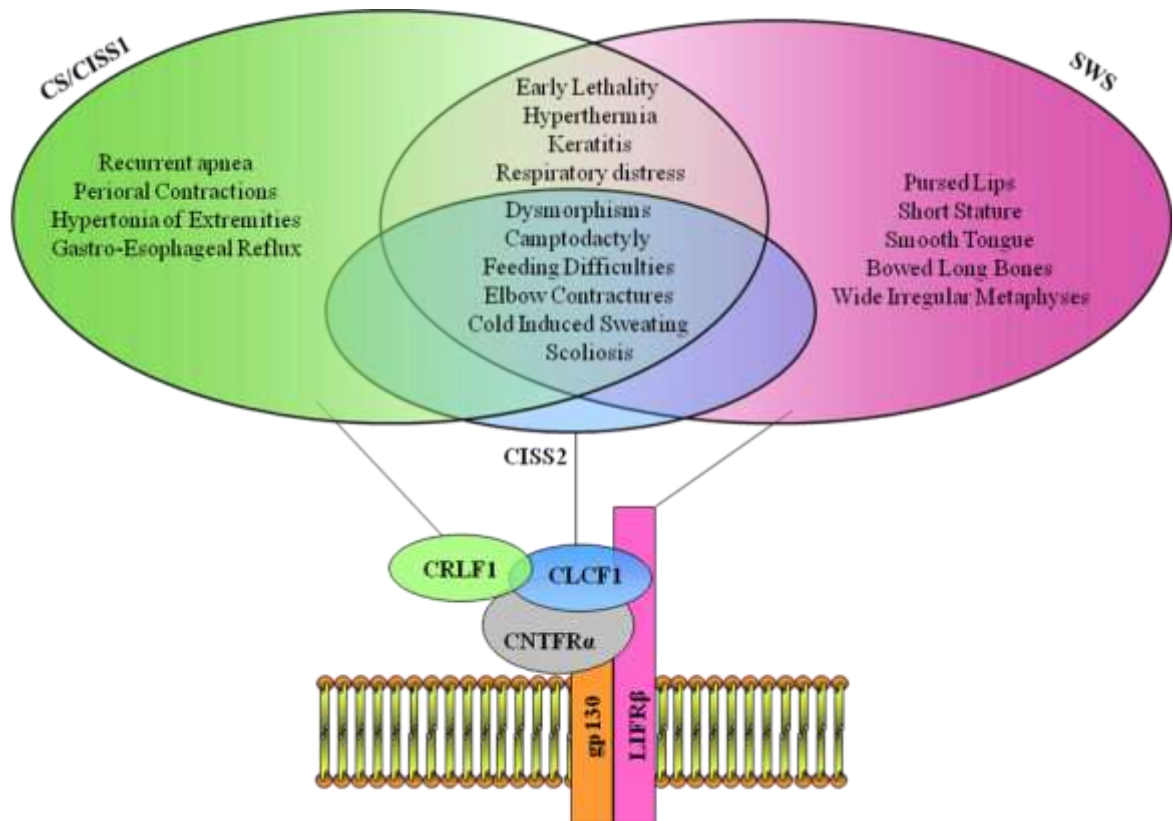 CS/CISS1
SWS
Early Lethality
Hyperthermia
Keratitis
Respiratory distress
Recurrent apnea
Perioral Contractions
Hypertonia of Extremities
Gastro-Esophageal Reflux
Pursed Lips
Short Stature
Smooth Tongue
Bowed Long Bones
Wide Irregular Metaphyses
Dysmorphisms
Camptodactyly
Feeding Difficulties
Elbow Contractures
Cold Induced Sweating
Scoliosis
CISS2
CRLF1
CLCF1
CNTFRα
gp130
LIFRβ